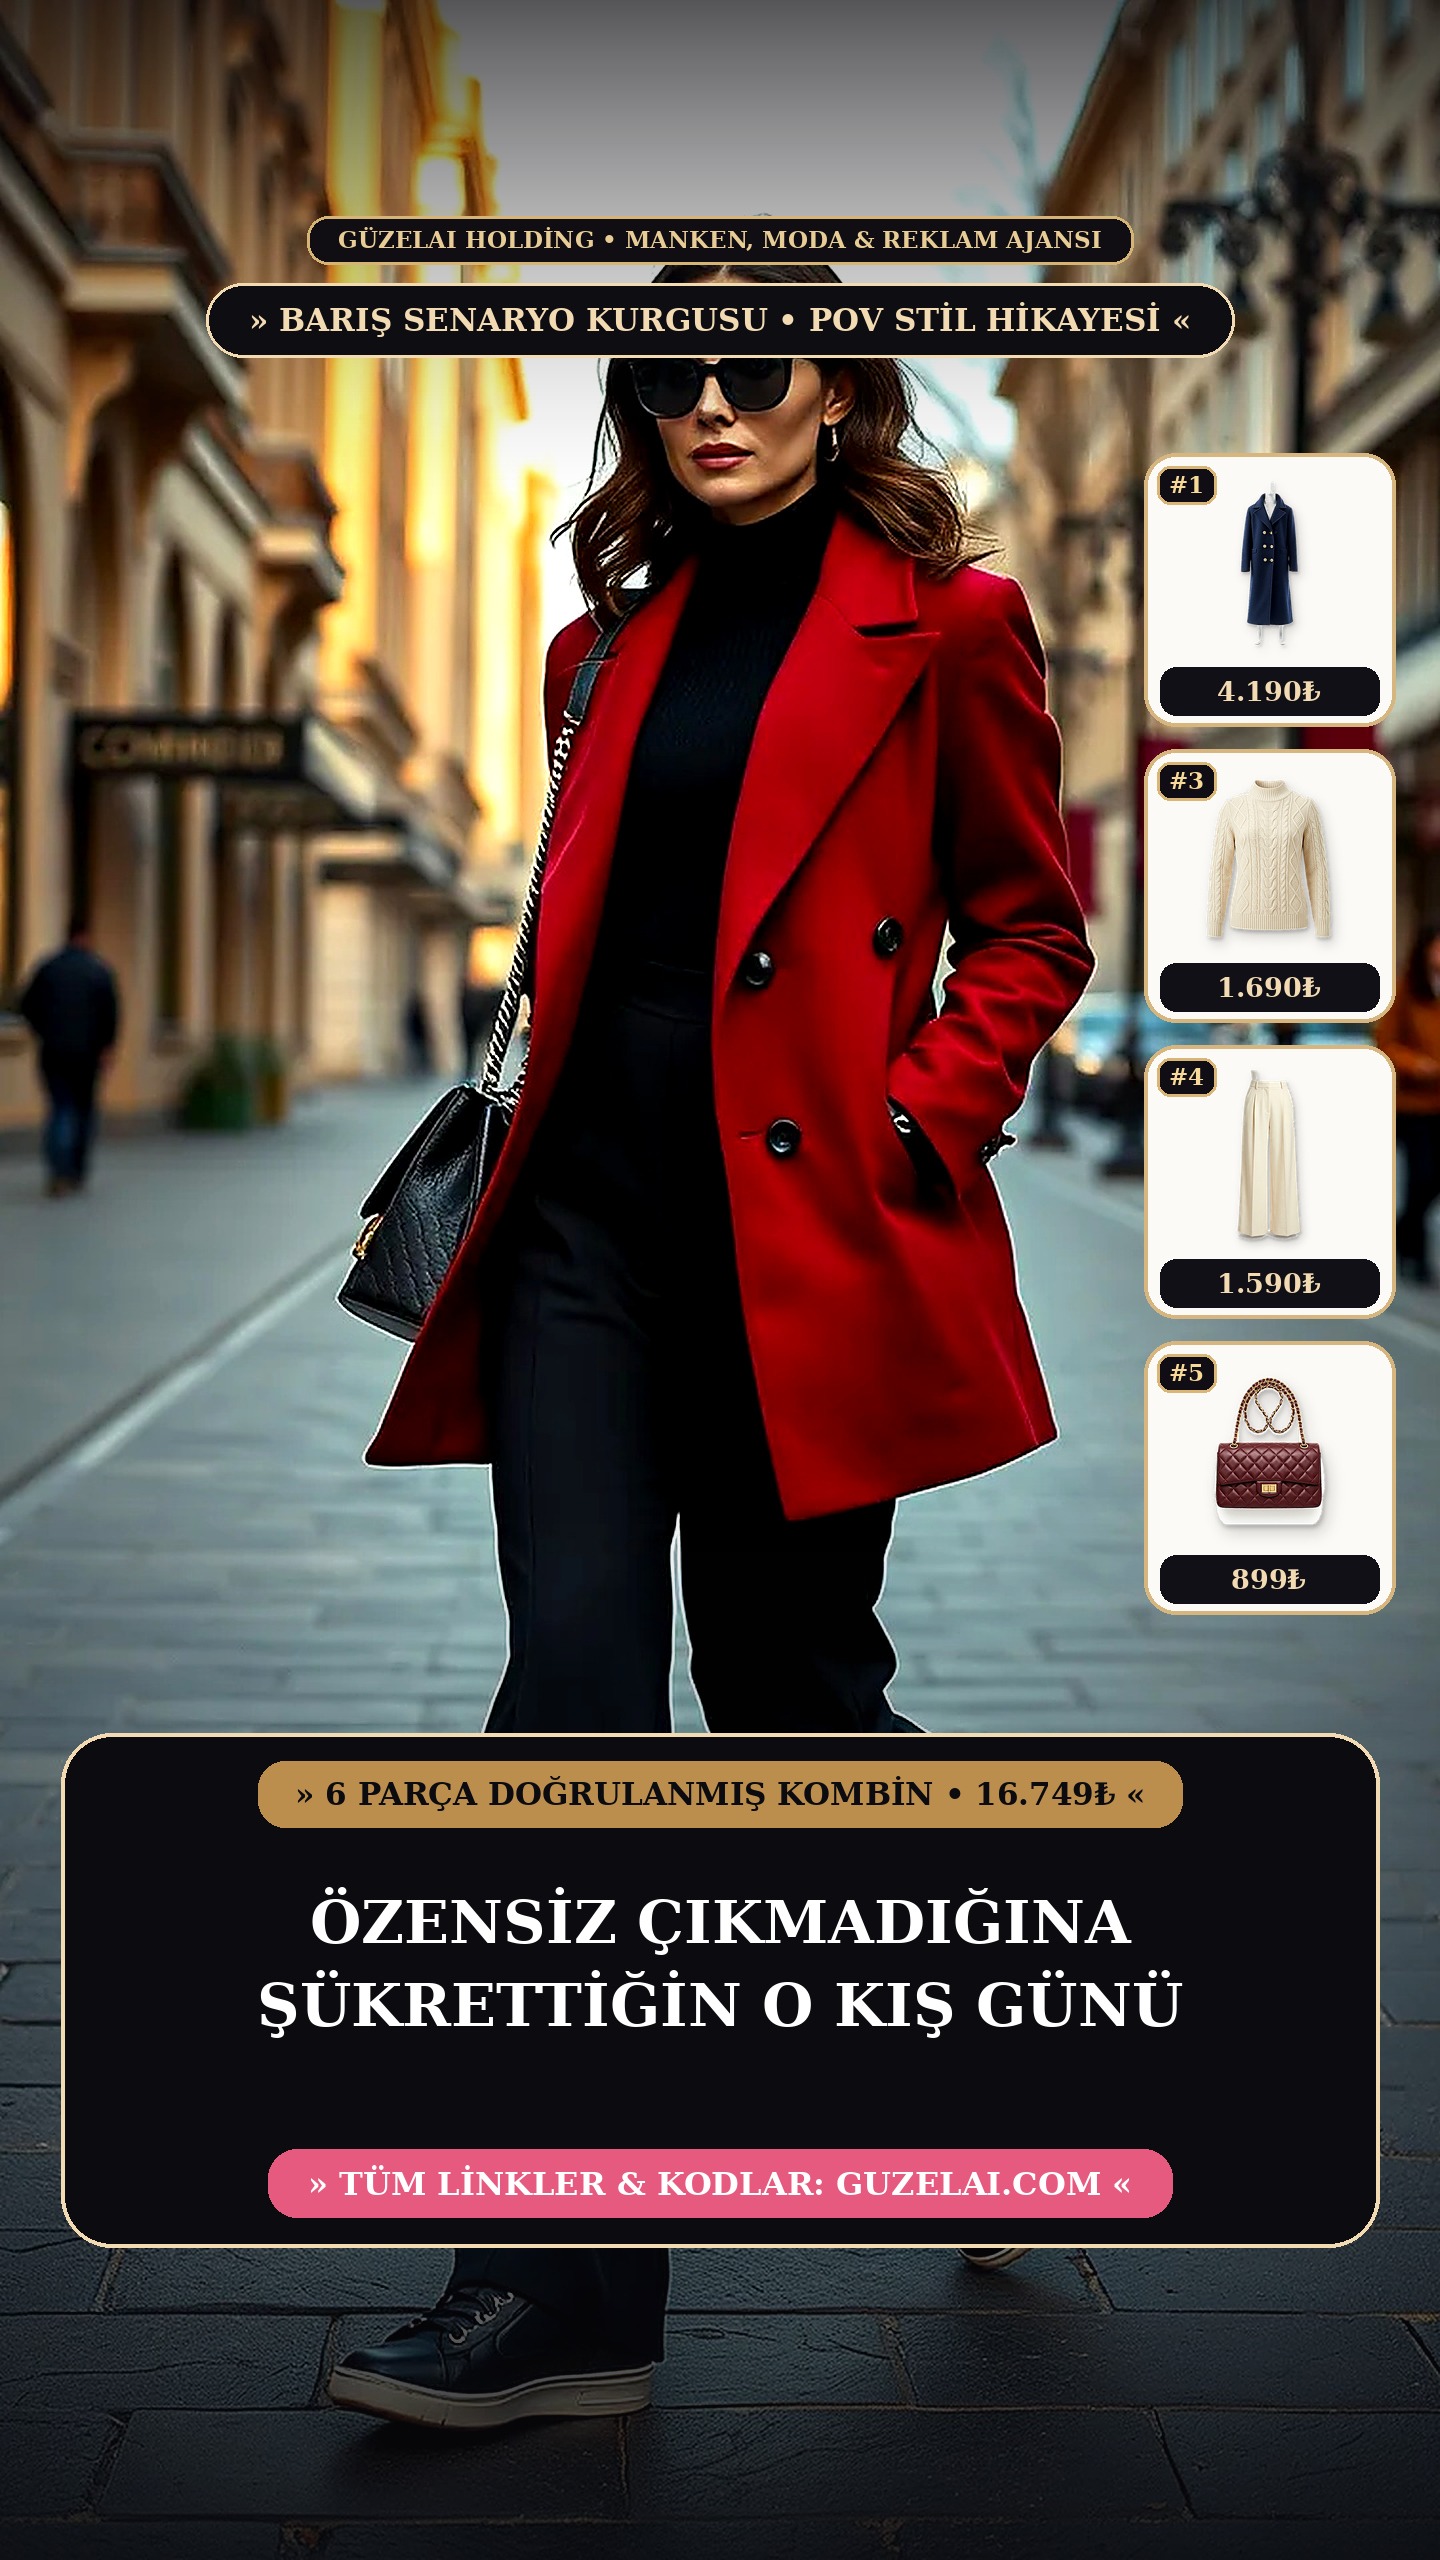 GÜZELAI HOLDİNG • MANKEN, MODA & REKLAM AJANSI
» BARIŞ SENARYO KURGUSU • POV STİL HİKAYESİ «
#1
4.190₺
#3
1.690₺
#4
1.590₺
#5
899₺
» 6 PARÇA DOĞRULANMIŞ KOMBİN • 16.749₺ «
ÖZENSİZ ÇIKMADIĞINA
ŞÜKRETTİĞİN O KIŞ GÜNÜ
» TÜM LİNKLER & KODLAR: GUZELAI.COM «